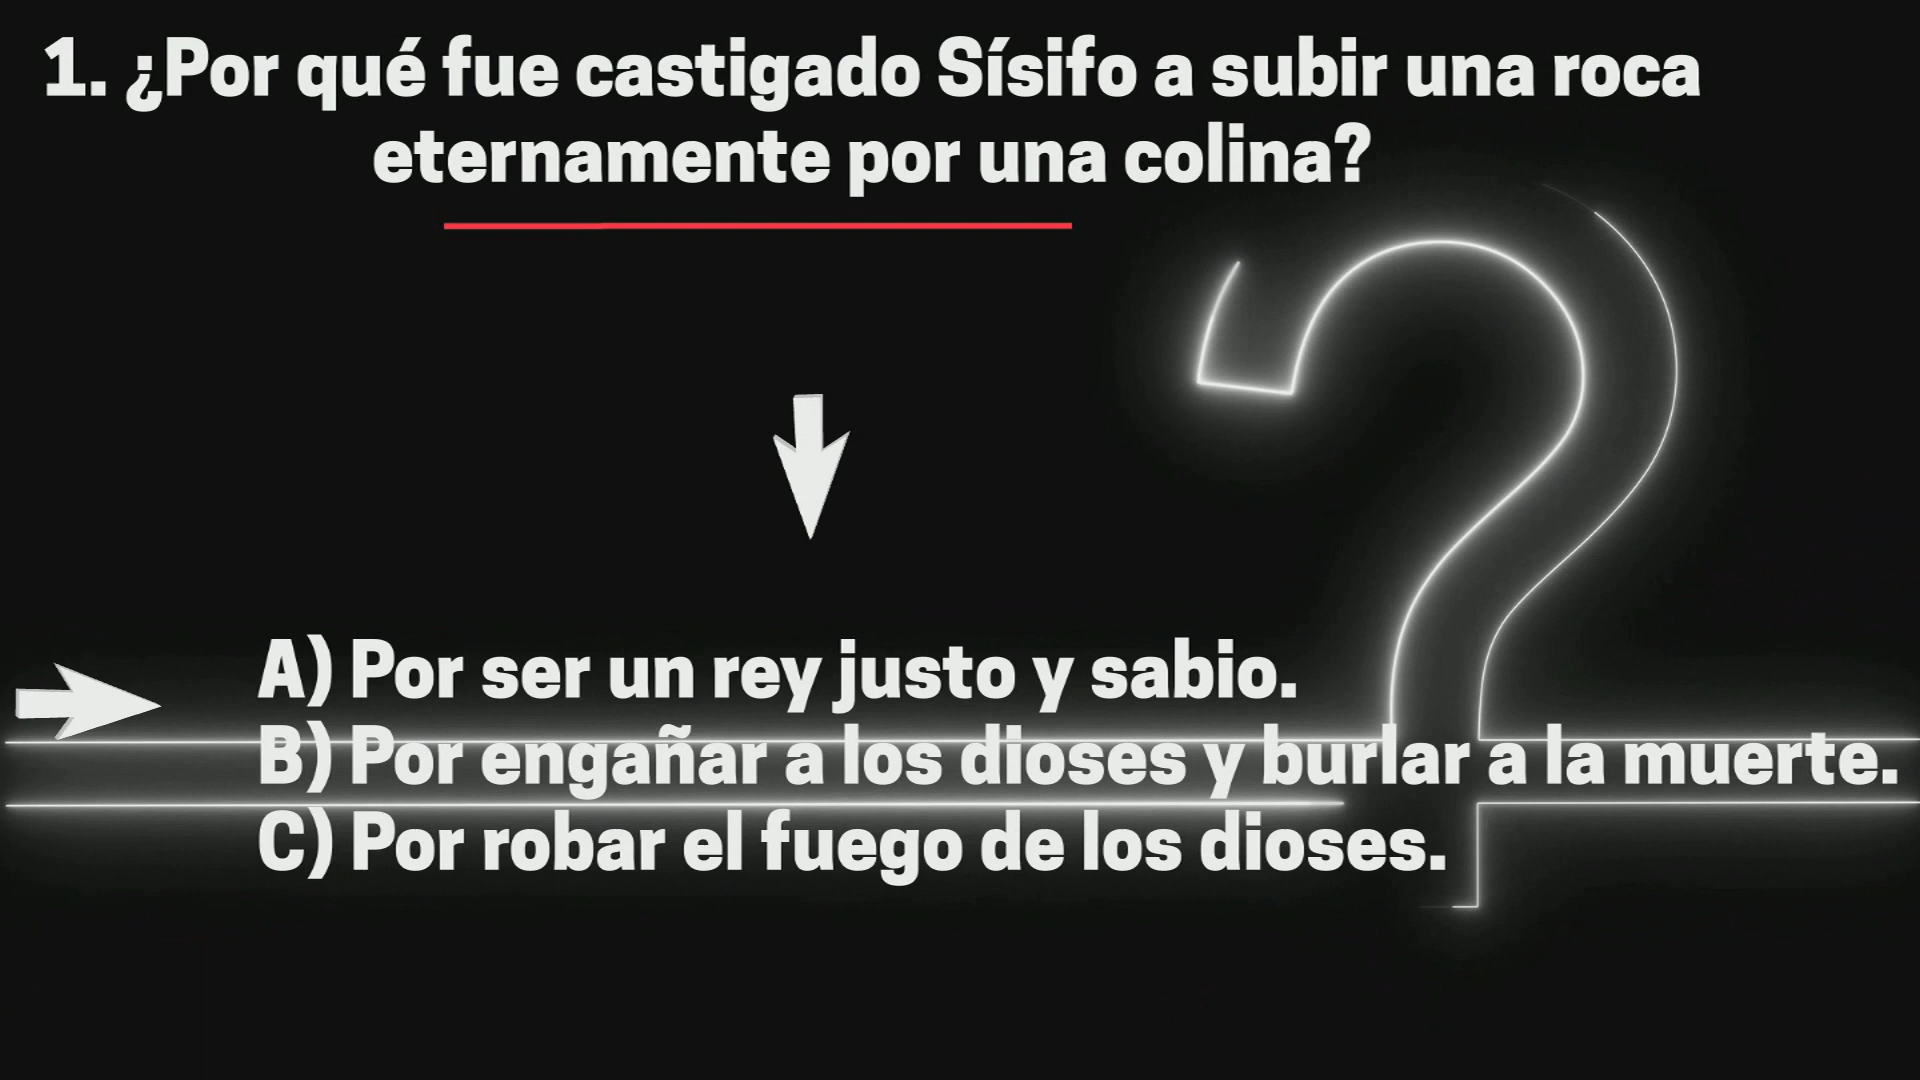 1. ¿Por qué fue castigado Sísifo a subir una roca
eternamente por una colina?
A) Por ser un rey justo y sabio.
B) Por engañar a los dioses y burlar a la muerte.
C) Por robar el fuego de los dioses.